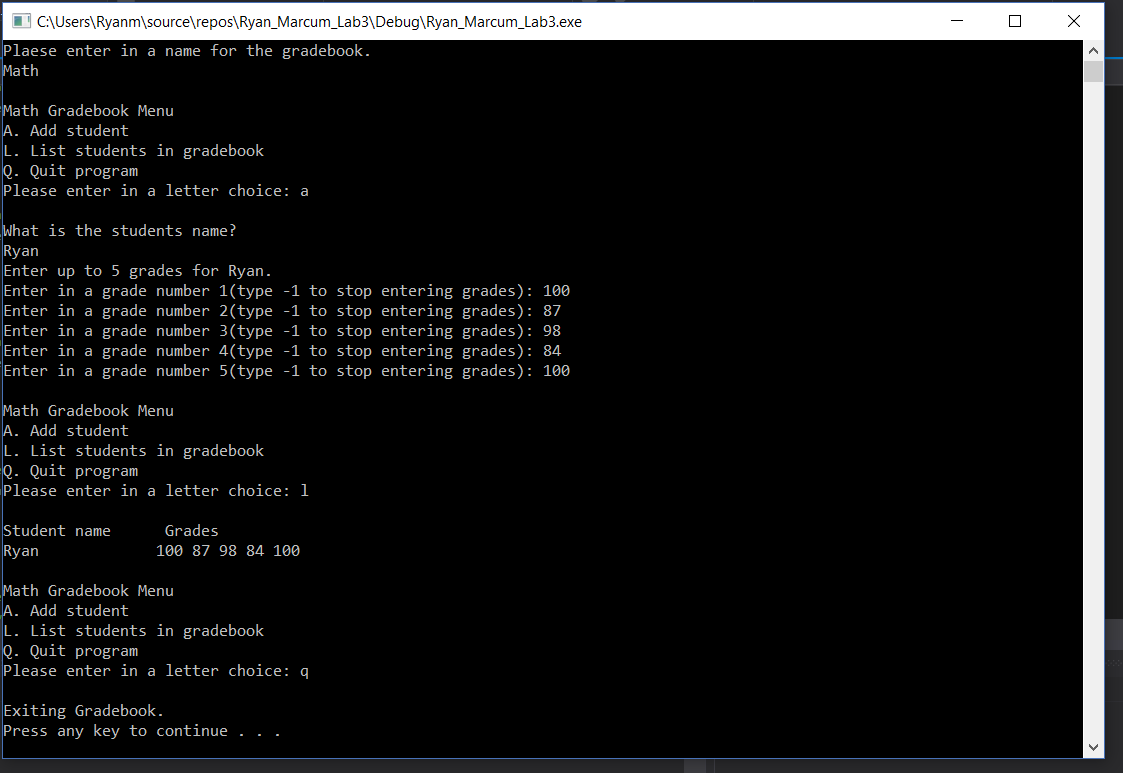 C:\Users\Ryanm\source\repos\Ryan_Marcum_Lab3\Debug\Ryan_Marcum_Lab3.exe
Plaese enter in a name for the gradebook.
Math
Math Gradebook Menu
A. Add student
L. List students in gradebook
Q. Quit program
Please enter in a letter choice: a
What is the students name?
Ryan
Enter up to 5 grades for Ryan.
Enter in a grade number 1(type -1 to stop entering grades): 100
Enter in a grade number 2(type -1 to stop entering grades): 87
Enter in a grade number 3(type -1 to stop entering grades): 98
Enter in a grade number 4(type -1 to stop entering grades): 84
Enter in a grade number 5(type -1 to stop entering grades): 100
Math Gradebook Menu
A. Add student
L. List students in gradebook
Q. Quit program
Please enter in a letter choice: l
Student name      Grades
Ryan             100 87 98 84 100
Math Gradebook Menu
A. Add student
L. List students in gradebook
Q. Quit program
Please enter in a letter choice: q
Exiting Gradebook.
Press any key to continue . . .